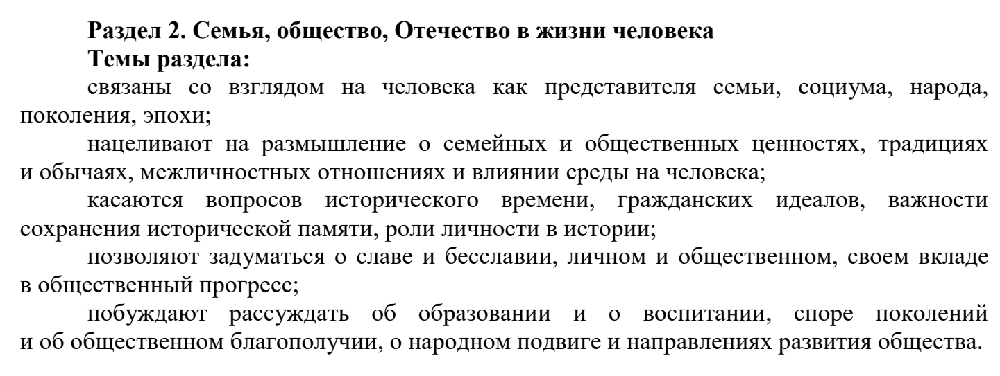 Раздел 2. Семья, общество, Отечество в жизни человека
Темы раздела:
связаны со взглядом на человека как представителя семьи, социума, народа,
поколения, эпохи;
нацеливают на размышление о семейных и общественных ценностях, традициях
и обычаях, межличностных отношениях и влиянии среды на человека;
касаются вопросов исторического времени, гражданских идеалов, важности
сохранения исторической памяти, роли личности в истории;
позволяют задуматься о славе и бесславии, личном и общественном, своем вкладе
в общественный прогресс;
побуждают рассуждать об образовании и о воспитании, споре поколений
и об общественном благополучии, о народном подвиге и направлениях развития общества.